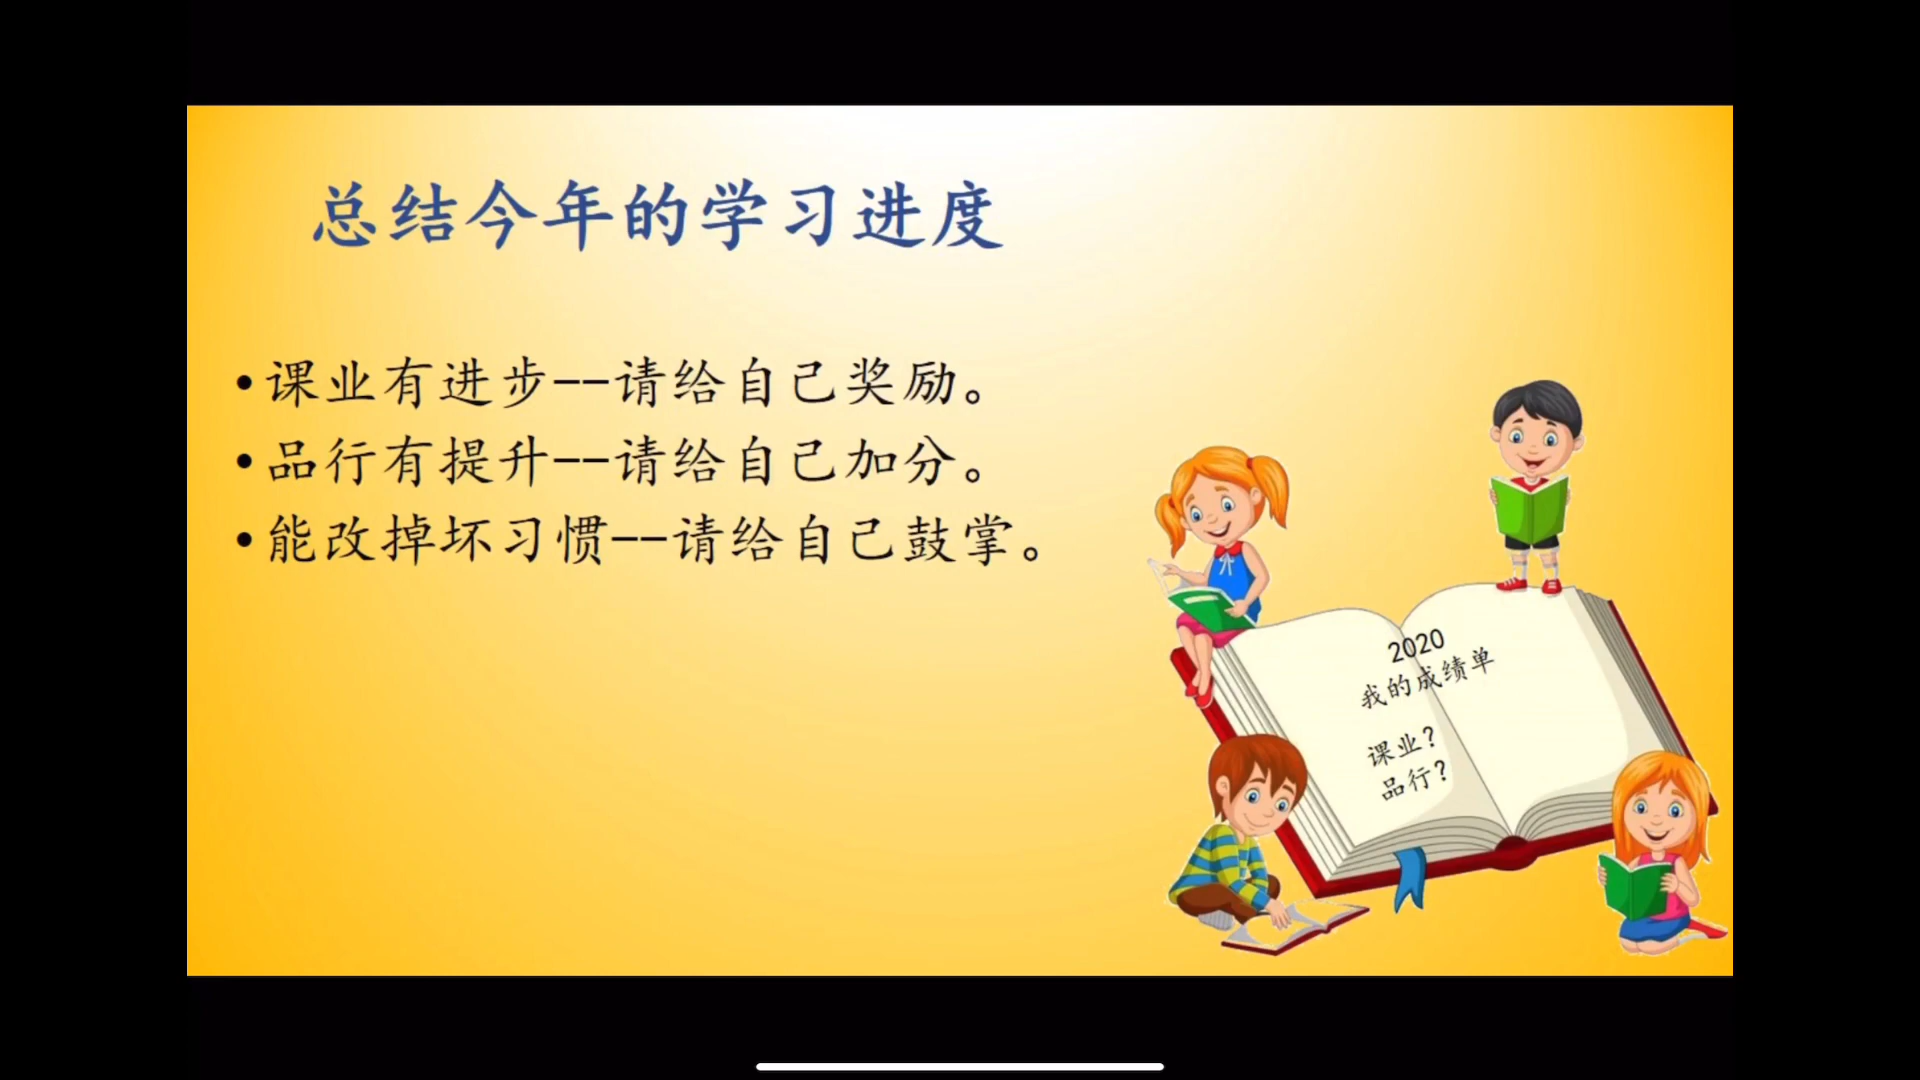 总结今年的学习进度
•课业有进步--请给自己奖励。
•品行有提升--请给自己加分。
•能改掉坏习惯--请给自己鼓掌。
2020
我的成绩单
课业?
品行?